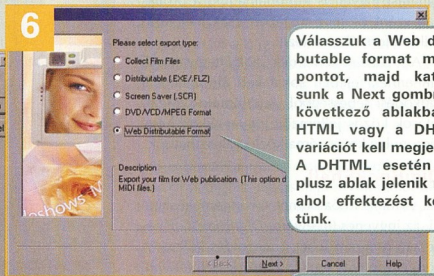 6
Please select export type:
Collect Film Files
Distributable (.EXE/.FLZ)
Screen Saver (.SCR)
DVD/VCD/MPEG Format
Web Distributable Format
Description
Export your film for Web publication. (This option d
MIDI files.)
Next >
Cancel
Help
Válasszuk a Web d
butable format m
pontot, majd kat
sunk a Next gombr
következő ablakba
HTML vagy a DH
variációt kell megje
A DHTML esetén
plusz ablak jelenik
ahol effektezést k
tünk.